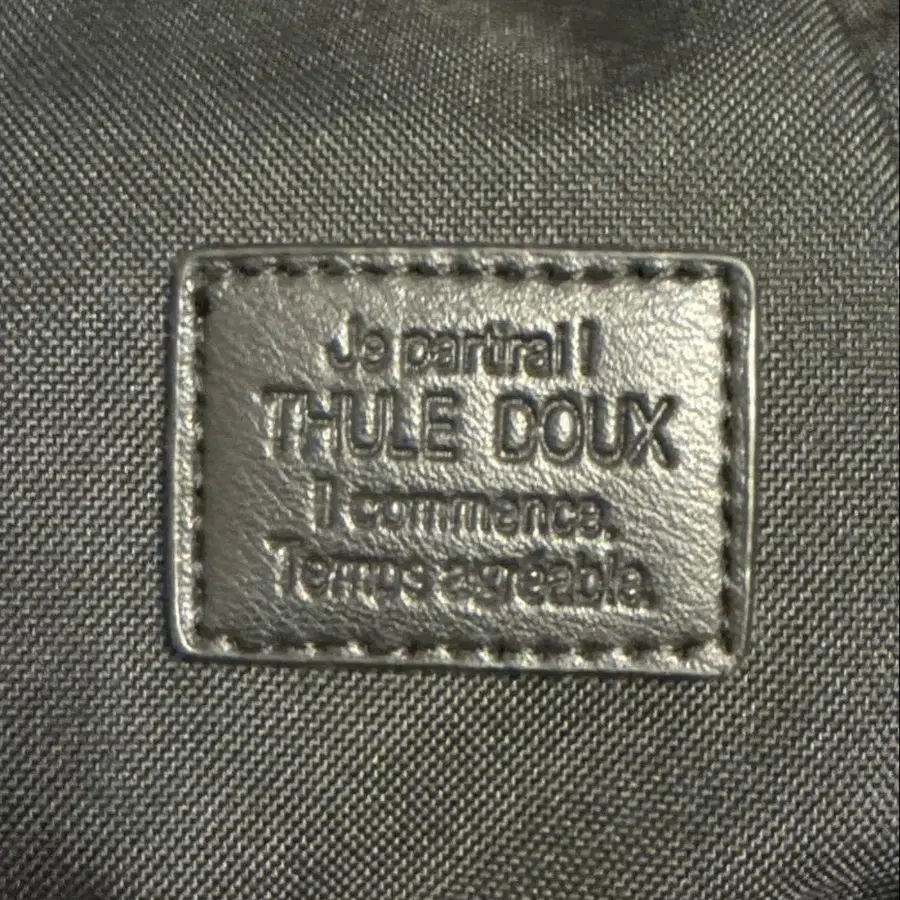 Je partirai !
THULE DOUX
Il commence.
Temps agréable.